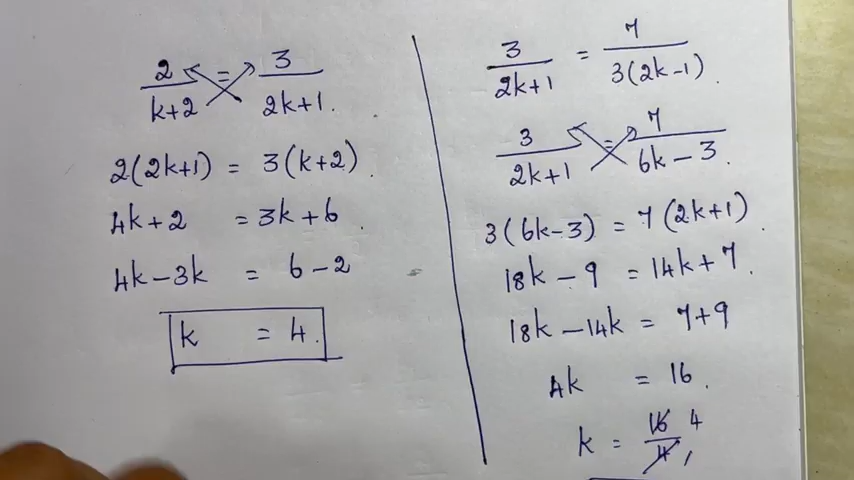 2/(k+2) = 3/(2k+1).
2(2k+1) = 3(k+2).
4k+2 = 3k+6.
4k-3k = 6-2
k = 4.
3/(2k+1) = 7/(3(2k-1)).
3/(2k+1) = 7/(6k-3).
3(6k-3) = 7(2k+1).
18k-9 = 14k+7.
18k-14k = 7+9
4k = 16.
k = 16/4 4 1